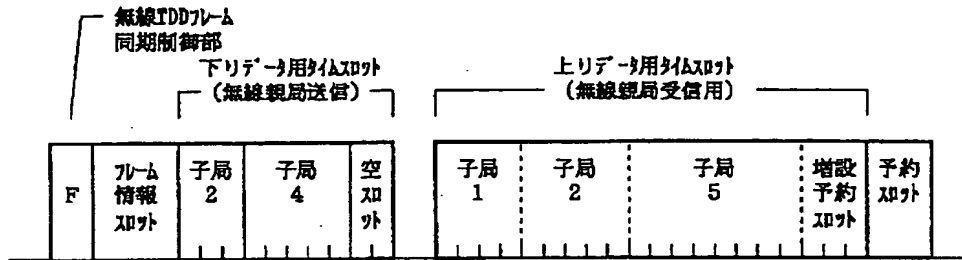 無線TDDフレーム
同期制御部
下りデータ用タイムスロット
（無線親局送信）
上りデータ用タイムスロット
（無線親局受信用）
F
フレーム
情報
スロット
子局
2
子局
4
空
スロ
ット
子局
1
子局
2
子局
5
増設
予約
スロット
予約
スロット